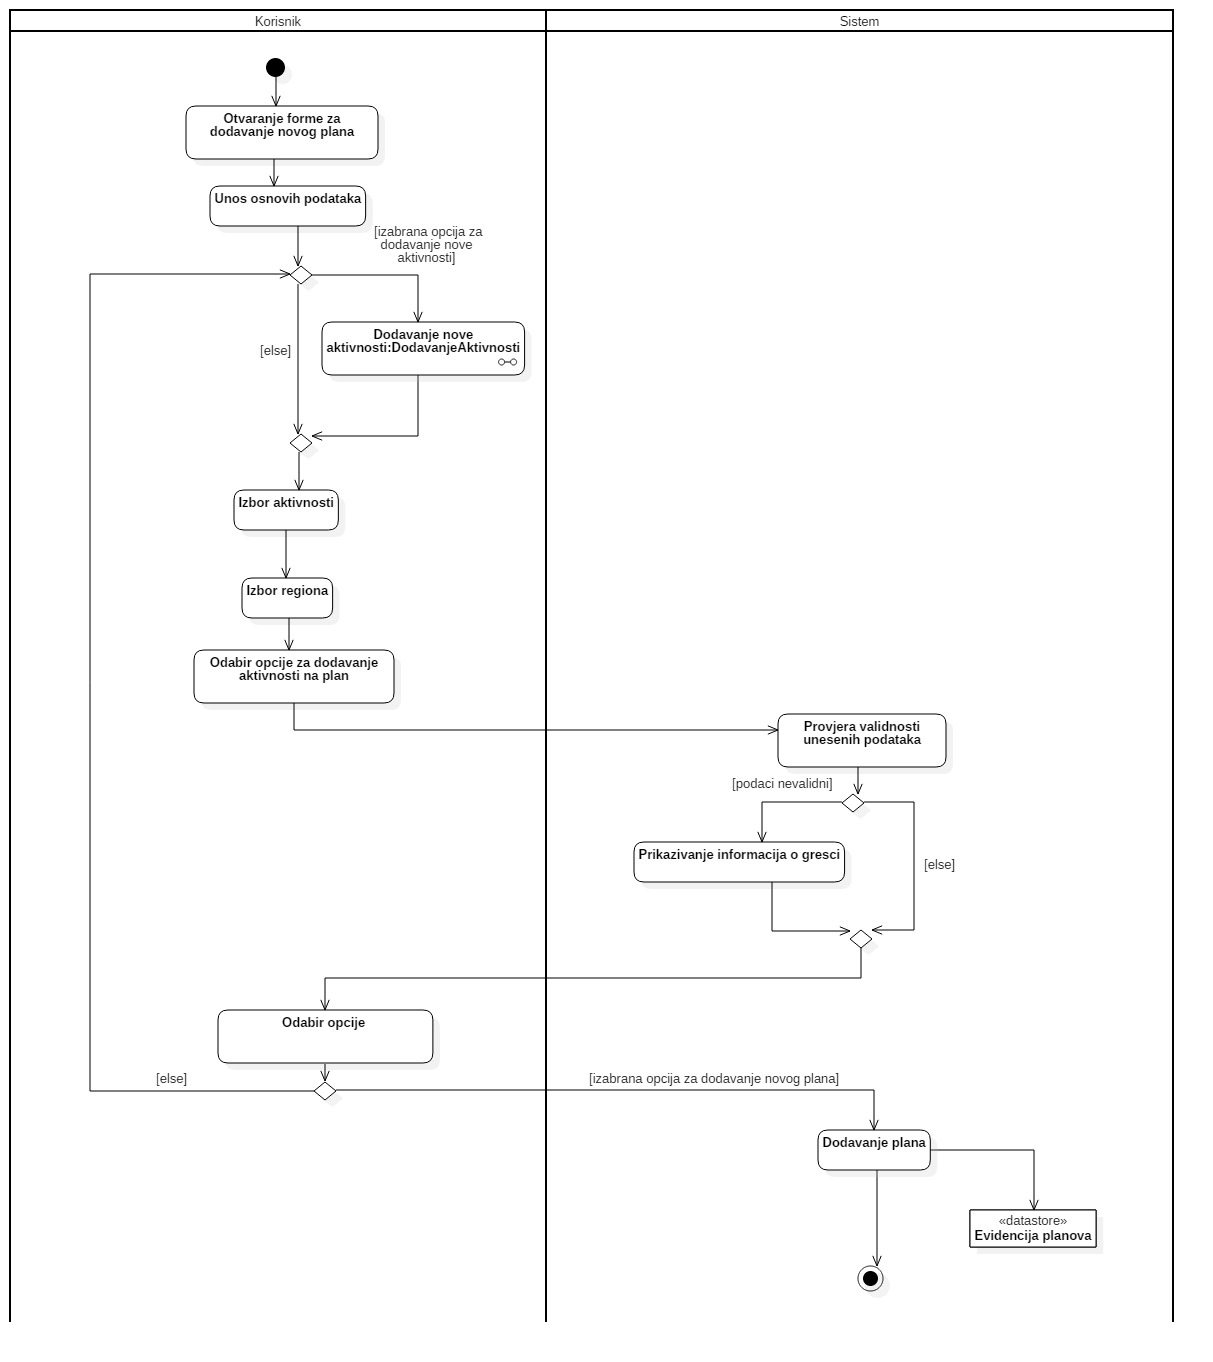 Korisnik
Sistem
Otvaranje forme za
dodavanje novog plana
Unos osnovih podataka
[izabrana opcija za
dodavanje nove
aktivnosti]
Dodavanje nove
aktivnosti:DodavanjeAktivnosti
[else]
Izbor aktivnosti
Izbor regiona
Odabir opcije za dodavanje
aktivnosti na plan
Provjera validnosti
unesenih podataka
[podaci nevalidni]
Prikazivanje informacija o gresci
[else]
Odabir opcije
[else]
[izabrana opcija za dodavanje novog plana]
Dodavanje plana
«datastore»
Evidencija planova